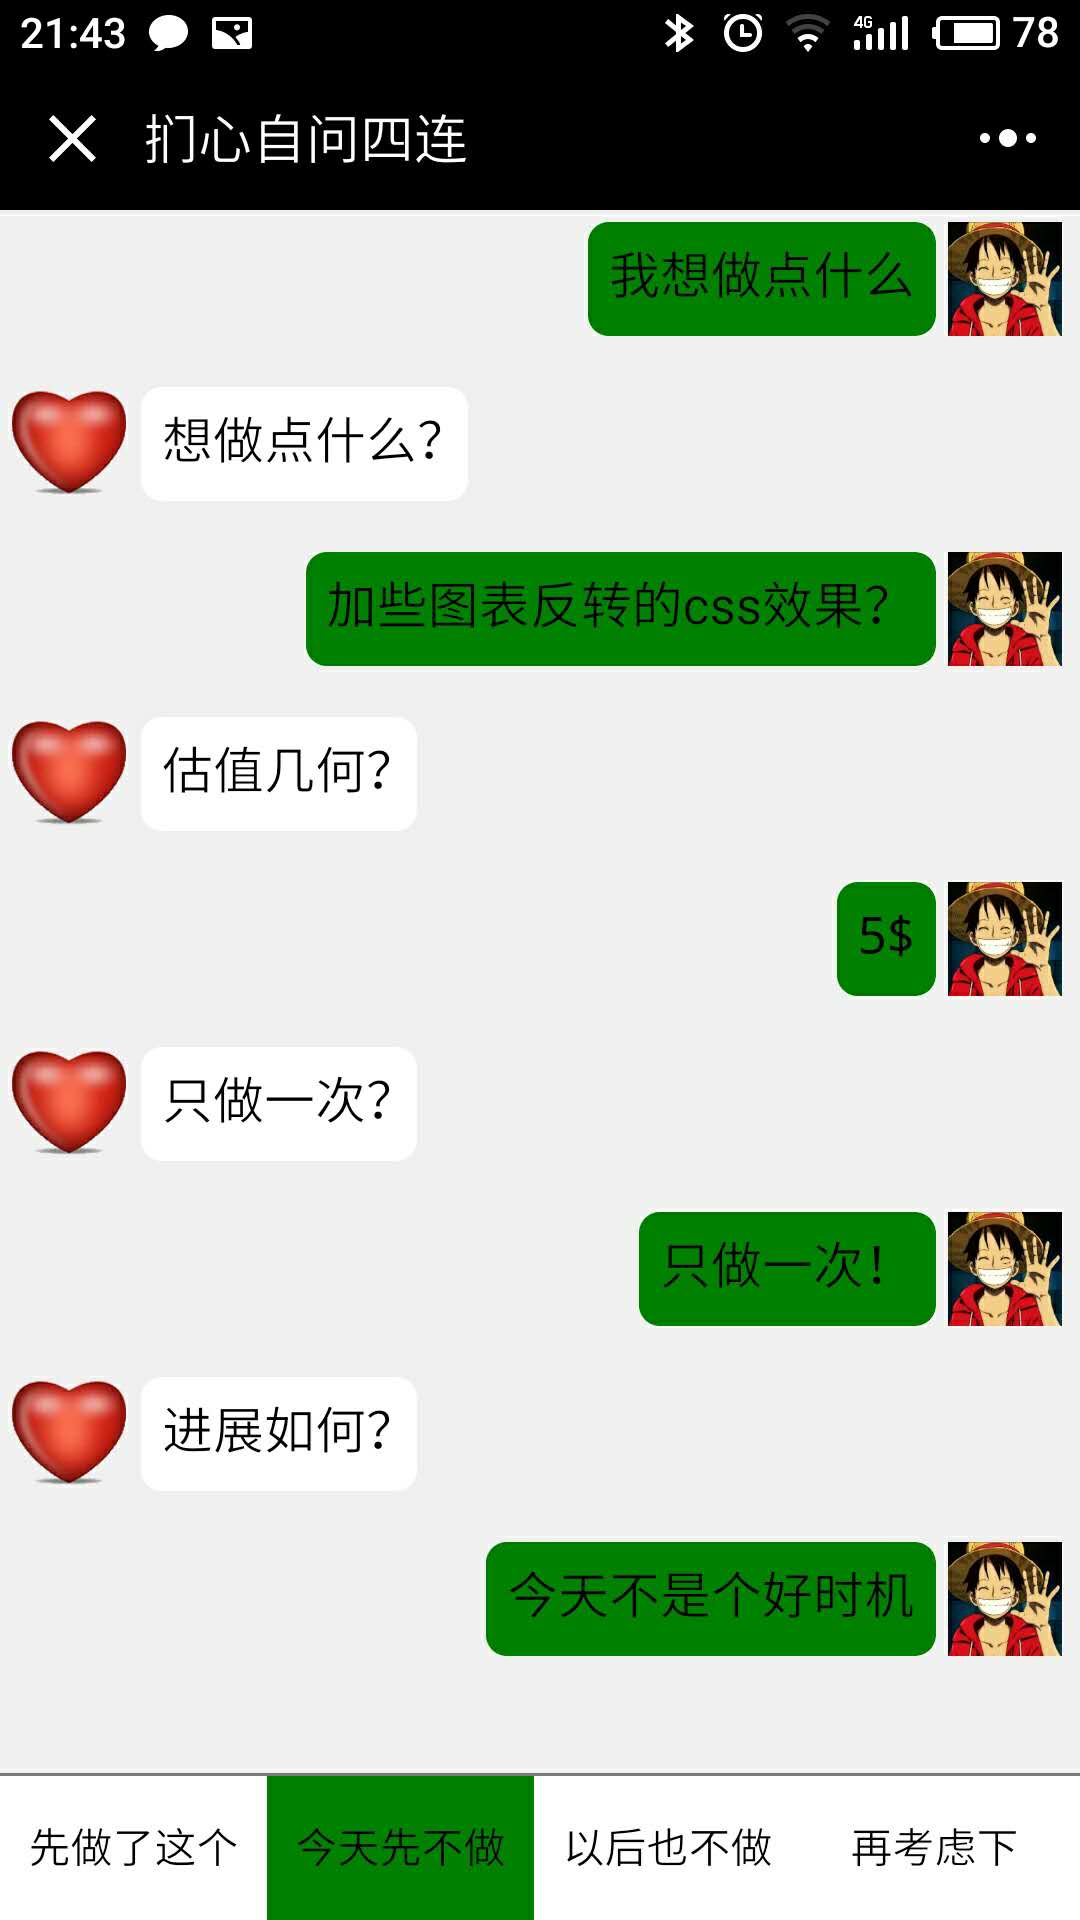 21:43
4G
78
扪心自问四连
我想做点什么
想做点什么？
加些图表反转的css效果？
估值几何？
5$
只做一次？
只做一次！
进展如何？
今天不是个好时机
先做了这个 今天先不做 以后也不做 再考虑下